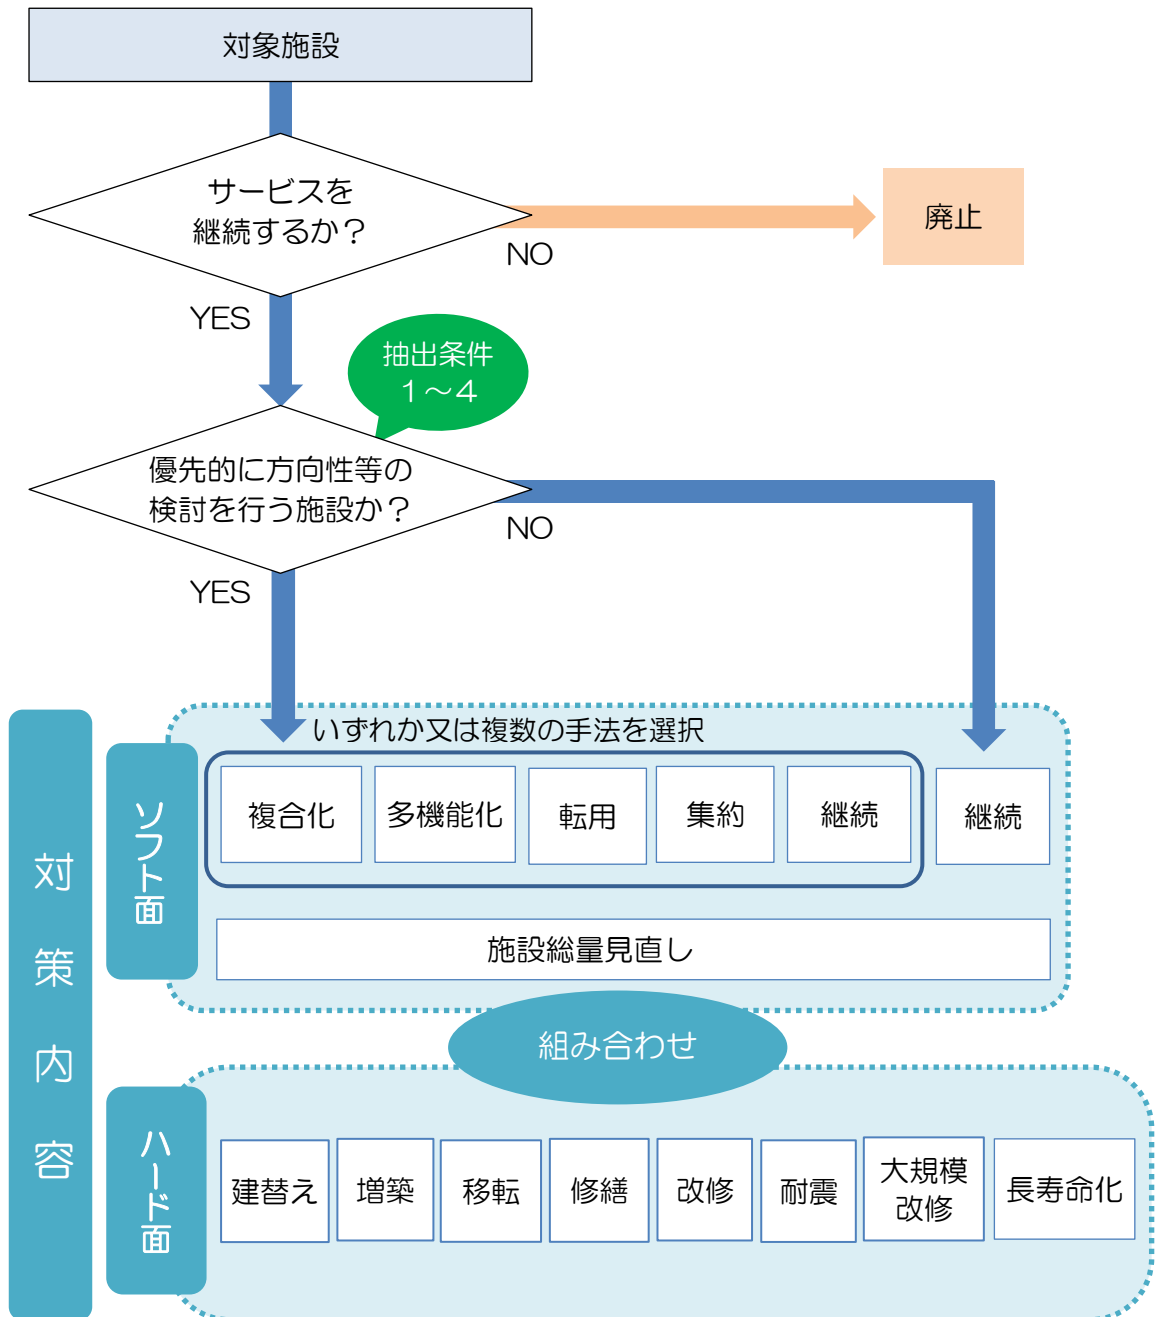 対象施設
サービスを
継続するか？
NO
廃止
YES
抽出条件
１～４
優先的に方向性等の
検討を行う施設か？
NO
YES
対策内容
ソフト面
いずれか又は複数の手法を選択
複合化
多機能化
転用
集約
継続
継続
施設総量見直し
組み合わせ
ハード面
建替え
増築
移転
修繕
改修
耐震
大規模
改修
長寿命化